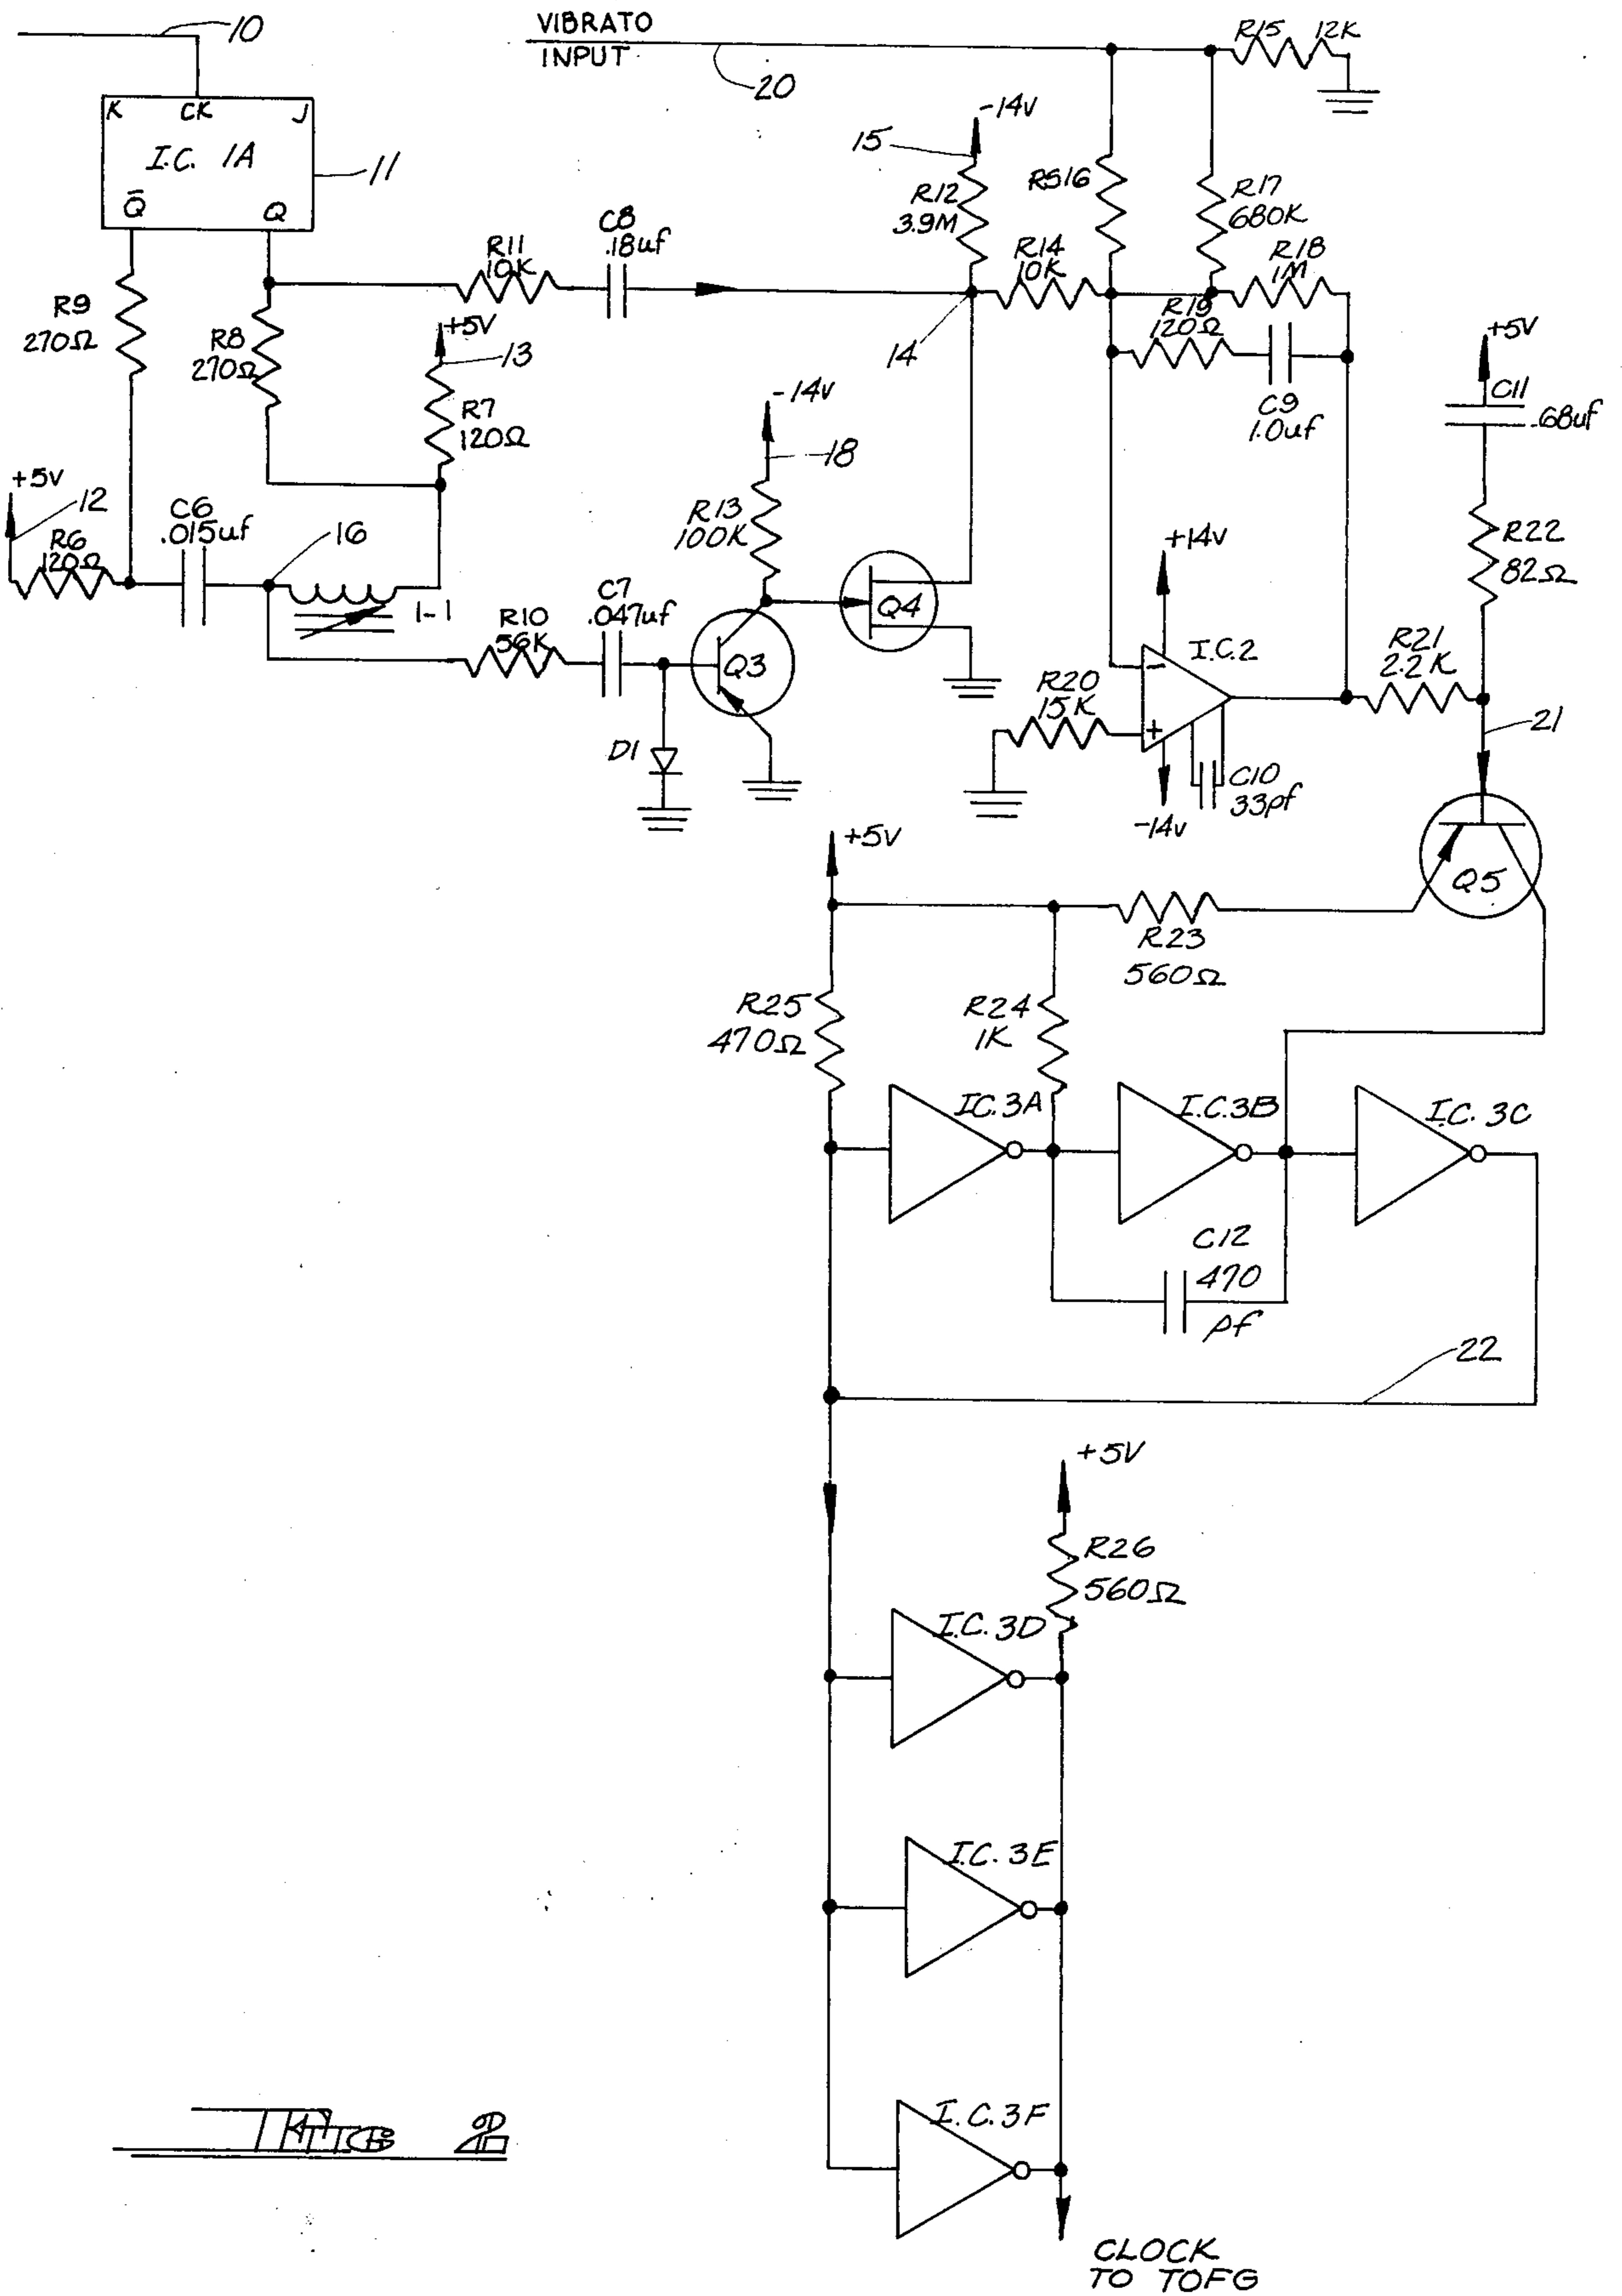 10
VIBRATO
INPUT
20
R15 12K
K CK J
I.C. 1A
11
Q̄ Q
-14v
15
R12
3.9M
R516
R17
680K
R11
10K
C8
.18uf
R14
10K
R18
1M
14
R9
270Ω
R8
270Ω
+5v
13
R7
120Ω
R19
120Ω
C9
1.0uf
+5v
C11
.68uf
-14v
18
R13
100K
+5v
12
R6
120Ω
C6
.015uf
16
1-1
R10
56K
C7
.047uf
Q3
Q4
D1
+14v
I.C.2
R20
15K
C10
33pf
-14v
R22
82Ω
R21
2.2K
21
Q5
+5v
R23
560Ω
R25
470Ω
R24
1K
I.C.3A
I.C.3B
I.C. 3C
C12
470
pf
22
+5V
R26
560Ω
I.C. 3D
I.C. 3E
I.C. 3F
CLOCK
TO TOFG
FIG 2